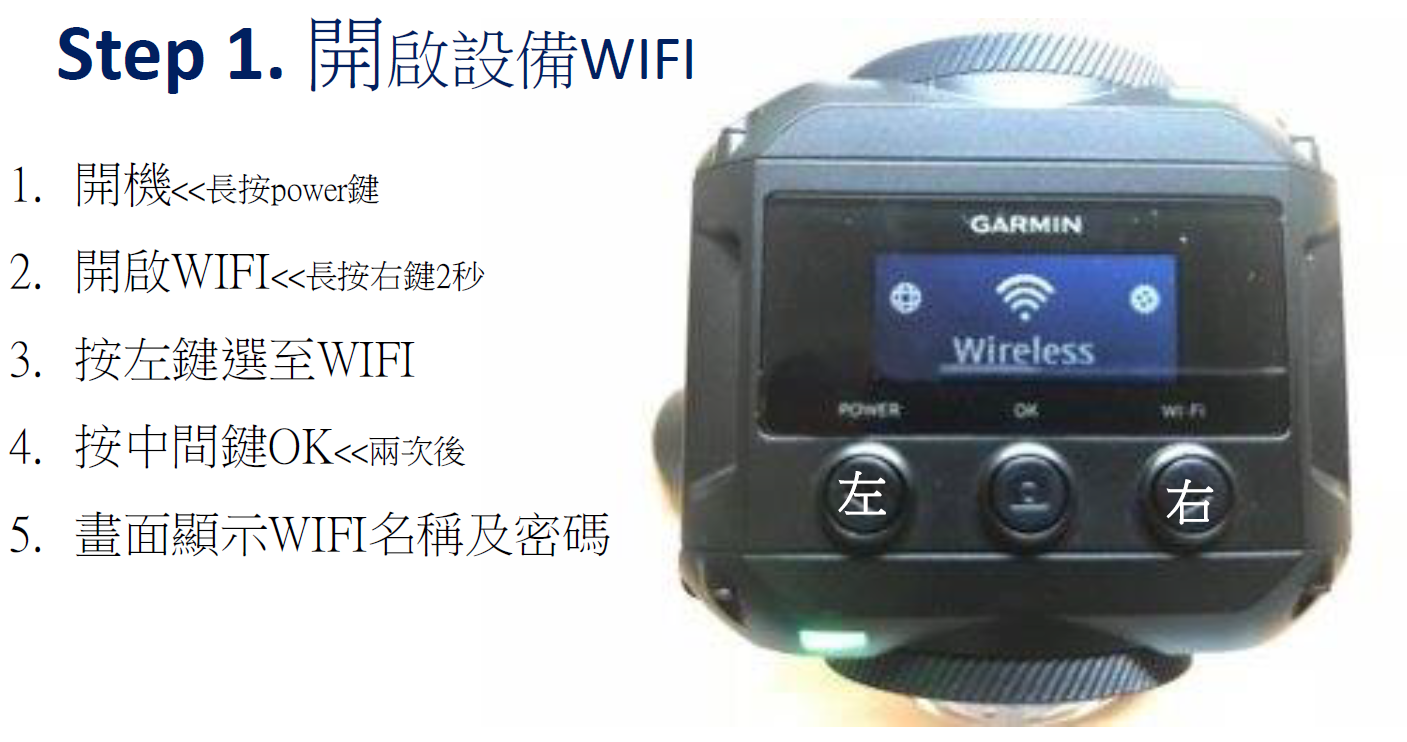 Step 1. 開啟設備WIFI
1. 開機<<長按power鍵
2. 開啟WIFI<<長按右鍵2秒
3. 按左鍵選至WIFI
4. 按中間鍵OK<<兩次後
5. 畫面顯示WIFI名稱及密碼
GARMIN
Wireless
POWER OK Wi-Fi
左 右